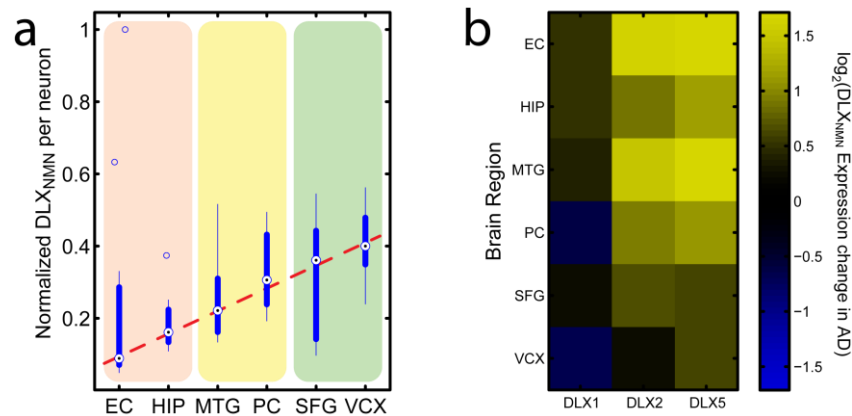 a
Normalized DLX_NMN per neuron
1
0.8
0.6
0.4
0.2
EC HIP MTG PC SFG VCX
b
Brain Region
EC
HIP
MTG
PC
SFG
VCX
DLX1 DLX2 DLX5
1.5
1
0.5
0
-0.5
-1
-1.5
log₂(DLX_NMN Expression change in AD)